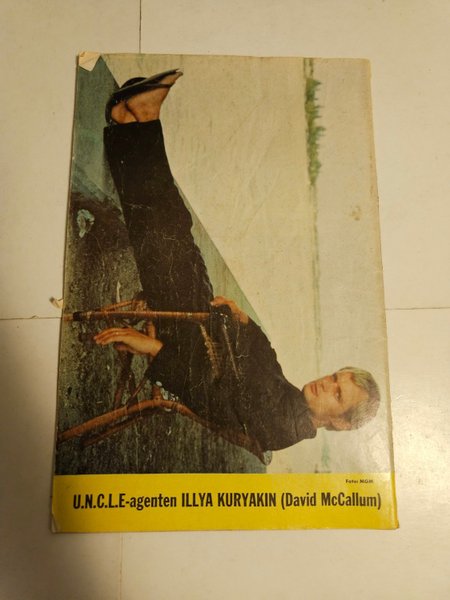 Foto: MGM
U.N.C.L.E-agenten ILLYA KURYAKIN (David McCallum)